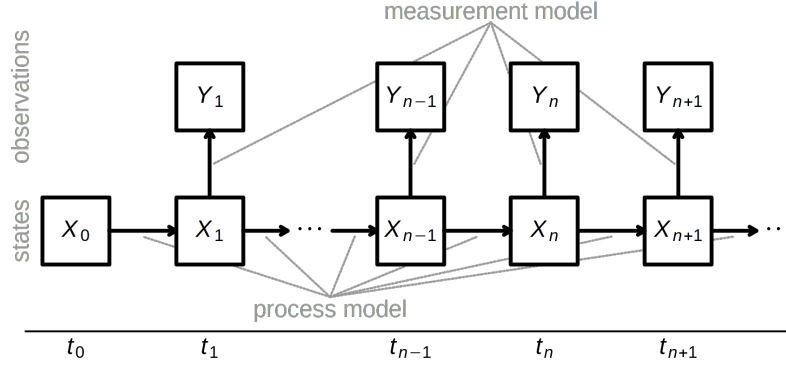 measurement model
observations
Y₁ Yₙ₋₁ Yₙ Yₙ₊₁
states
X₀ X₁ ··· Xₙ₋₁ Xₙ Xₙ₊₁ ··
process model
t₀ t₁ tₙ₋₁ tₙ tₙ₊₁